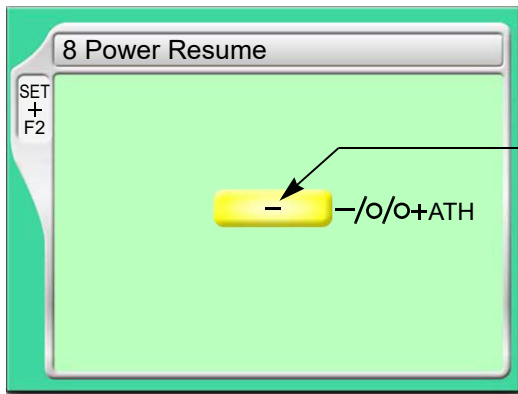 8 Power Resume
SET
+
F2
−
−/○/○+ATH